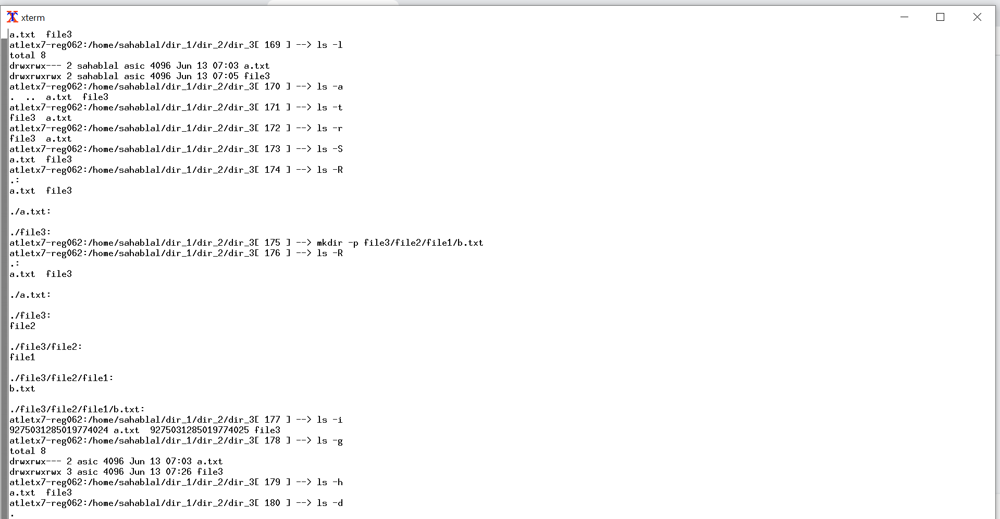 xterm
a.txt  file3
atletx7-reg062:/home/sahablal/dir_1/dir_2/dir_3[ 169 ] --> ls -l
total 8
drwxrwx--- 2 sahablal asic 4096 Jun 13 07:03 a.txt
drwxrwxrwx 2 sahablal asic 4096 Jun 13 07:05 file3
atletx7-reg062:/home/sahablal/dir_1/dir_2/dir_3[ 170 ] --> ls -a
.  ..  a.txt  file3
atletx7-reg062:/home/sahablal/dir_1/dir_2/dir_3[ 171 ] --> ls -t
file3  a.txt
atletx7-reg062:/home/sahablal/dir_1/dir_2/dir_3[ 172 ] --> ls -r
file3  a.txt
atletx7-reg062:/home/sahablal/dir_1/dir_2/dir_3[ 173 ] --> ls -S
a.txt  file3
atletx7-reg062:/home/sahablal/dir_1/dir_2/dir_3[ 174 ] --> ls -R
.:
a.txt  file3
./a.txt:
./file3:
atletx7-reg062:/home/sahablal/dir_1/dir_2/dir_3[ 175 ] --> mkdir -p file3/file2/file1/b.txt
atletx7-reg062:/home/sahablal/dir_1/dir_2/dir_3[ 176 ] --> ls -R
.:
a.txt  file3
./a.txt:
./file3:
file2
./file3/file2:
file1
./file3/file2/file1:
b.txt
./file3/file2/file1/b.txt:
atletx7-reg062:/home/sahablal/dir_1/dir_2/dir_3[ 177 ] --> ls -i
9275031285019774024 a.txt  9275031285019774025 file3
atletx7-reg062:/home/sahablal/dir_1/dir_2/dir_3[ 178 ] --> ls -g
total 8
drwxrwx--- 2 asic 4096 Jun 13 07:03 a.txt
drwxrwxrwx 3 asic 4096 Jun 13 07:26 file3
atletx7-reg062:/home/sahablal/dir_1/dir_2/dir_3[ 179 ] --> ls -h
a.txt  file3
atletx7-reg062:/home/sahablal/dir_1/dir_2/dir_3[ 180 ] --> ls -d
.